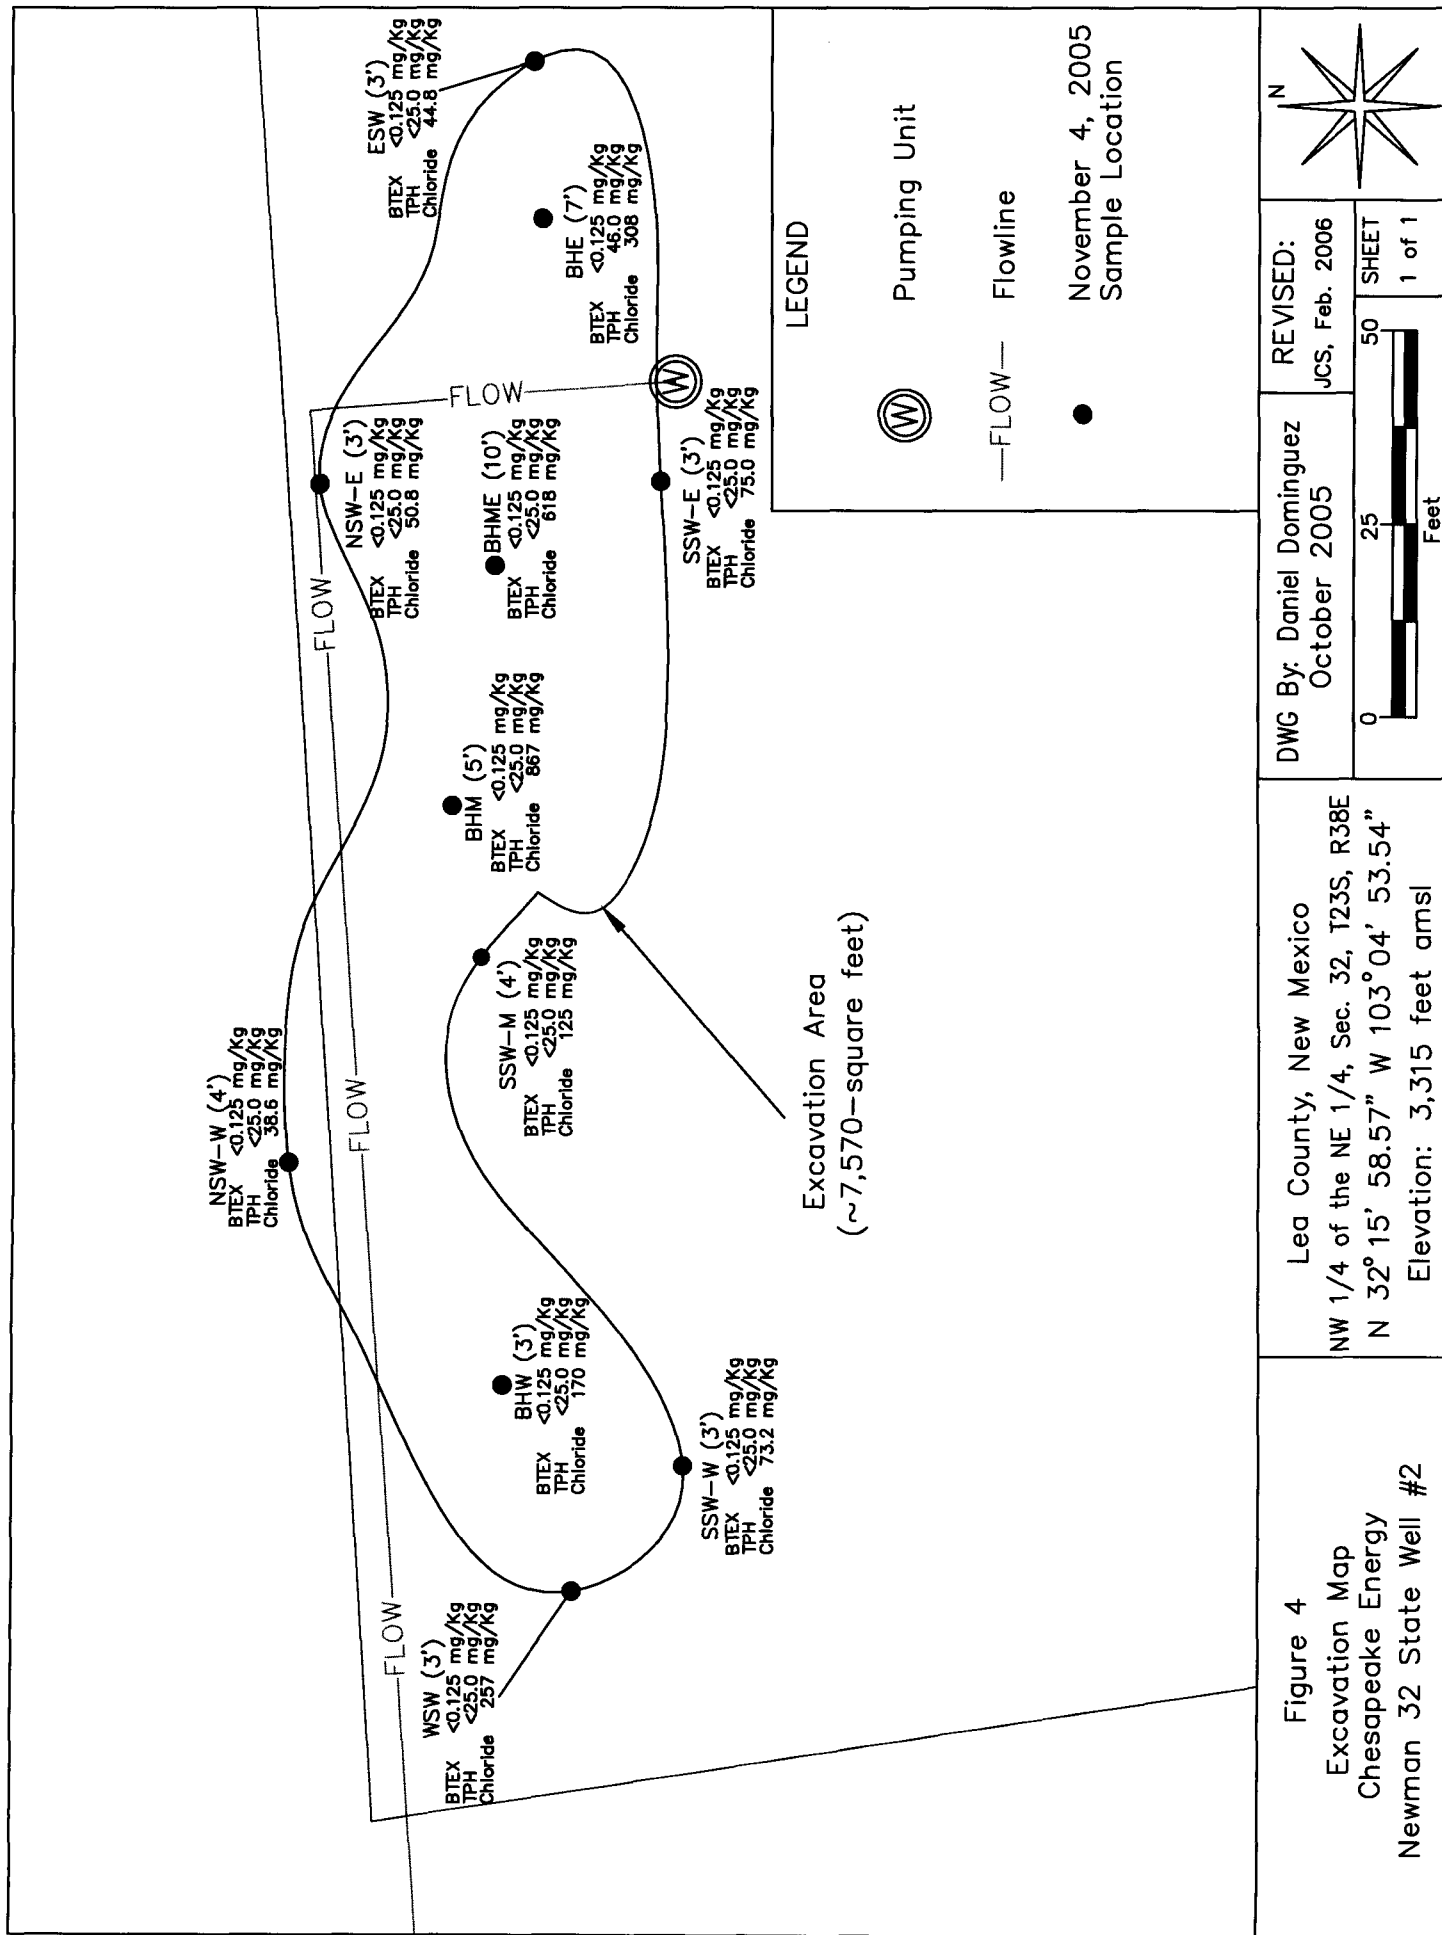 NSW-W (4')
BTEX <0.125 mg/Kg
TPH <25.0 mg/Kg
Chloride 38.6 mg/Kg
ESW (3')
BTEX <0.125 mg/Kg
TPH <25.0 mg/Kg
Chloride 44.8 mg/Kg
NSW-E (3')
BTEX <0.125 mg/Kg
TPH <25.0 mg/Kg
Chloride 50.8 mg/Kg
WSW (3')
BTEX <0.125 mg/Kg
TPH <25.0 mg/Kg
Chloride 257 mg/Kg
BHW (3')
BTEX <0.125 mg/Kg
TPH <25.0 mg/Kg
Chloride 170 mg/Kg
SSW-M (4')
BTEX <0.125 mg/Kg
TPH <25.0 mg/Kg
Chloride 125 mg/Kg
BHM (5')
BTEX <0.125 mg/Kg
TPH <25.0 mg/Kg
Chloride 867 mg/Kg
BHME (10')
BTEX <0.125 mg/Kg
TPH <25.0 mg/Kg
Chloride 618 mg/Kg
BHE (7')
BTEX <0.125 mg/Kg
TPH 46.0 mg/Kg
Chloride 308 mg/Kg
SSW-W (3')
BTEX <0.125 mg/Kg
TPH <25.0 mg/Kg
Chloride 73.2 mg/Kg
SSW-E (3')
BTEX <0.125 mg/Kg
TPH <25.0 mg/Kg
Chloride 75.0 mg/Kg
FLOW
FLOW
FLOW
FLOW
W
Excavation Area
(~7,570-square feet)
LEGEND
W Pumping Unit
FLOW Flowline
November 4, 2005
Sample Location
Figure 4
Excavation Map
Chesapeake Energy
Newman 32 State Well #2
Lea County, New Mexico
NW 1/4 of the NE 1/4, Sec. 32, T23S, R38E
N 32° 15' 58.57" W 103° 04' 53.54"
Elevation: 3,315 feet amsl
DWG By: Daniel Dominguez
October 2005
REVISED:
JCS, Feb. 2006
0 25 50
Feet
SHEET
1 of 1
N